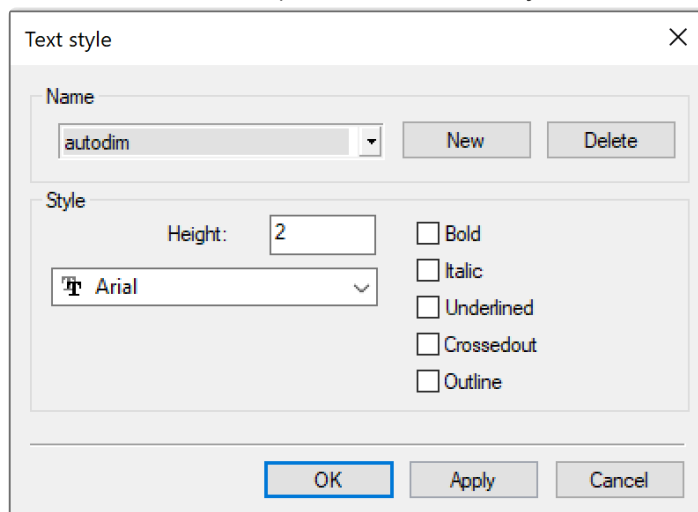 Text style
Name
autodim
New
Delete
Style
Height:
2
Bold
Arial
Italic
Underlined
Crossedout
Outline
OK
Apply
Cancel